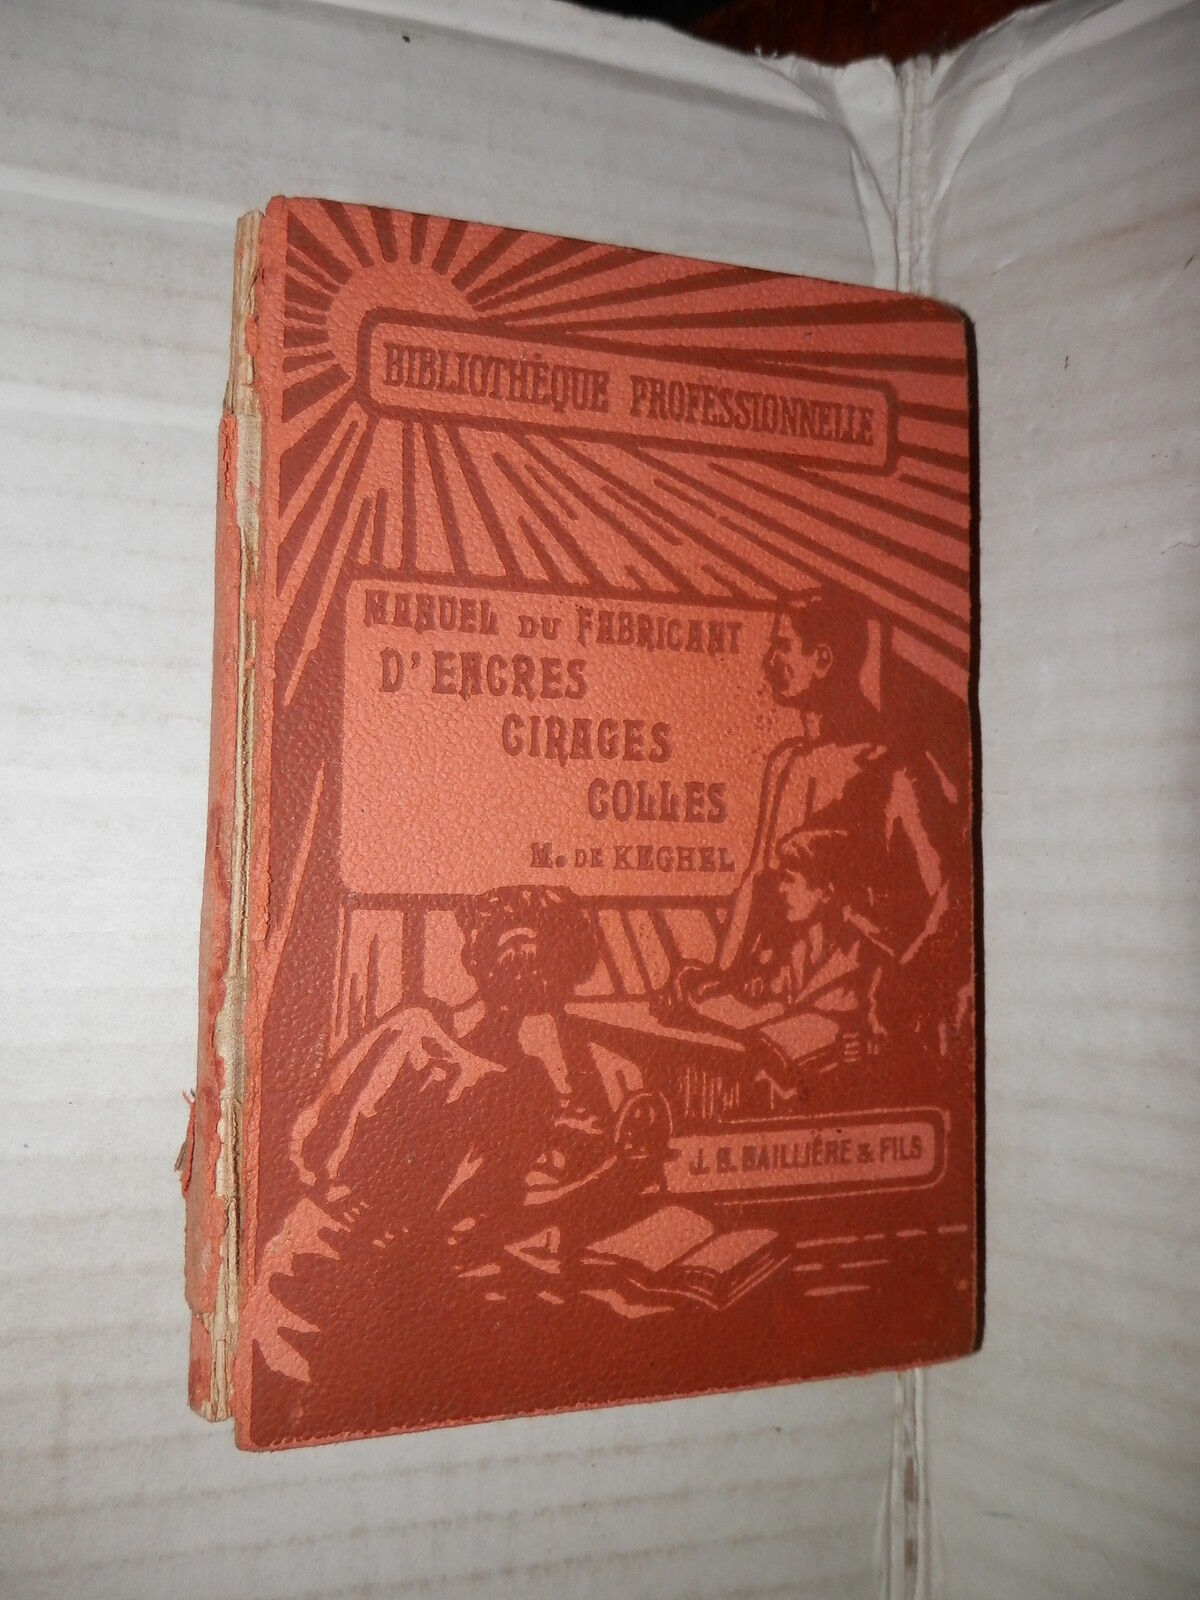 BIBLIOTHÈQUE PROFESSIONNELLE
MANUEL DU FABRICANT
D'ENCRES
CIRAGES
COLLES
M. DE KEGHEL
J. B. BAILLIÈRE & FILS